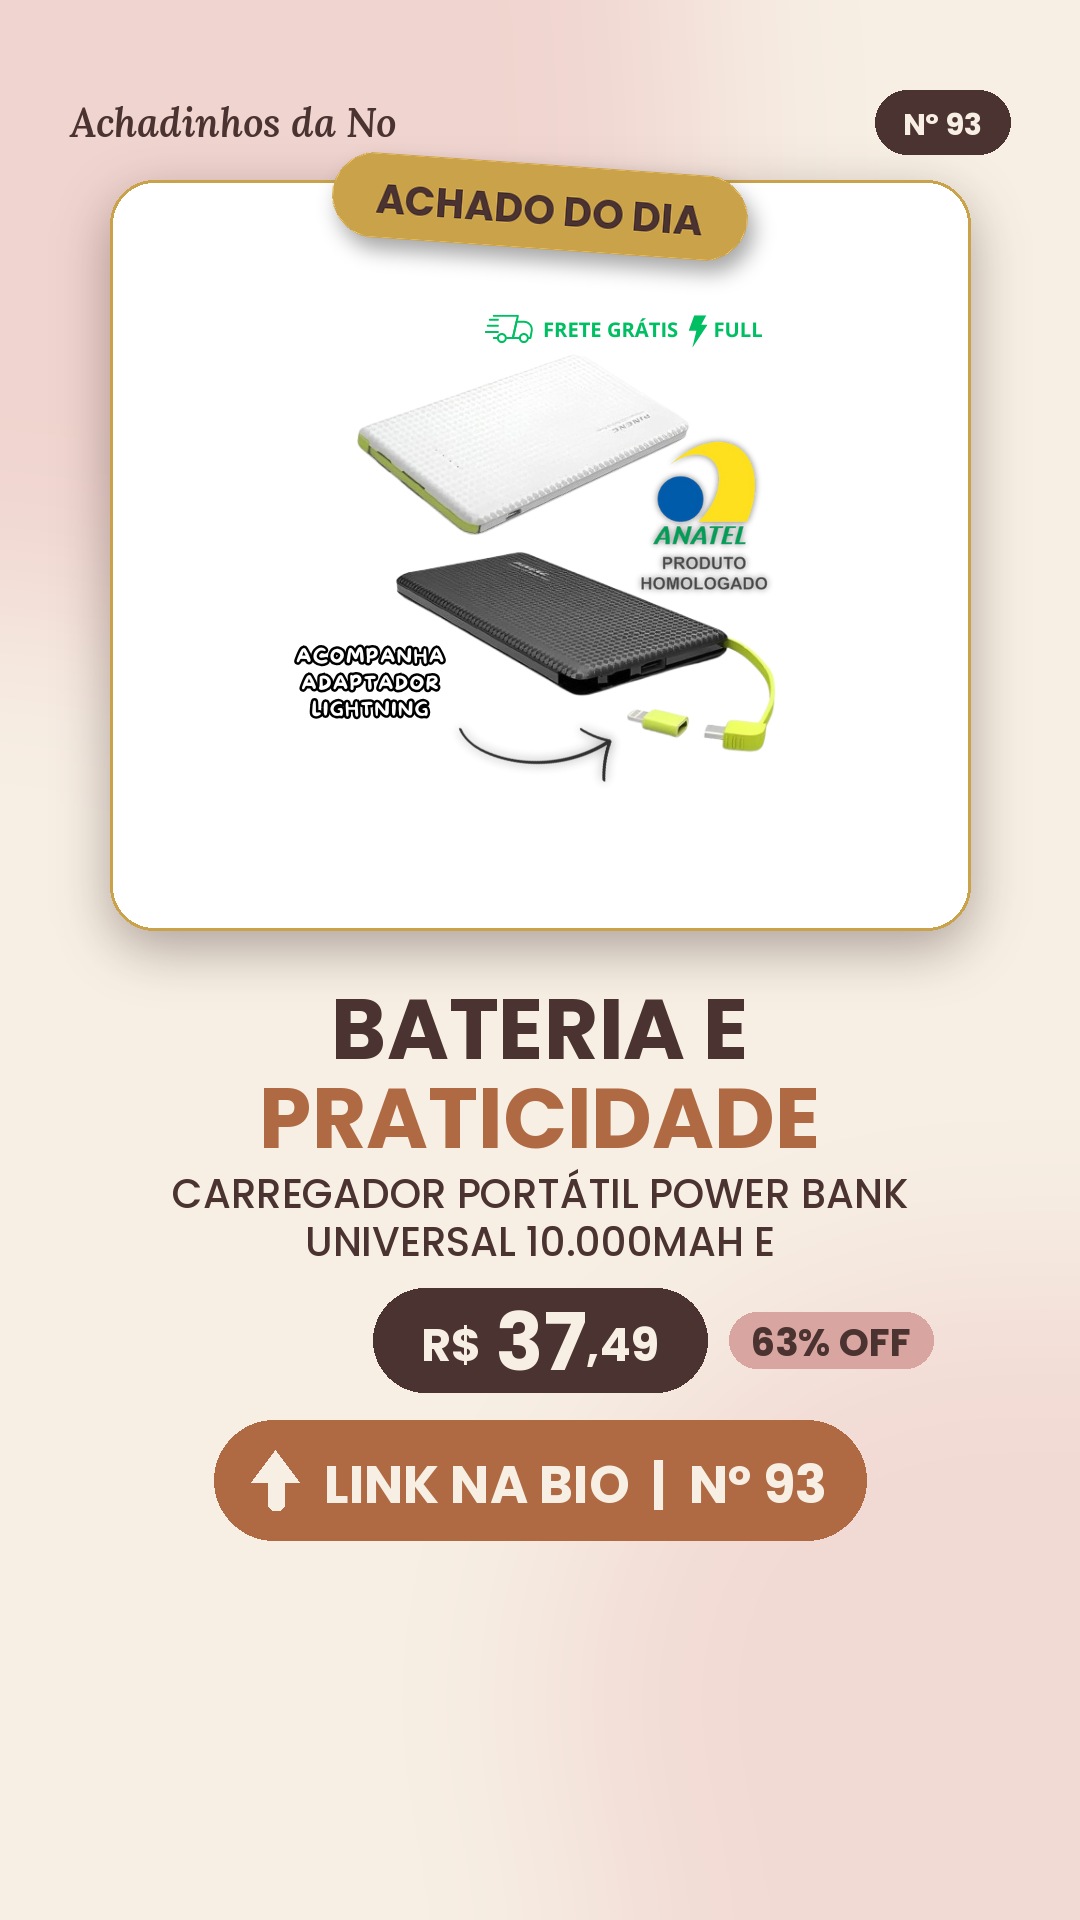 Achadinhos da No
Nº 93
ACHADO DO DIA
FRETE GRÁTIS FULL
PINENG
ANATEL
PRODUTO
HOMOLOGADO
ACOMPANHA
ADAPTADOR
LIGHTNING
BATERIA E
PRATICIDADE
CARREGADOR PORTÁTIL POWER BANK
UNIVERSAL 10.000MAH E
R$ 37,49
63% OFF
LINK NA BIO | Nº 93